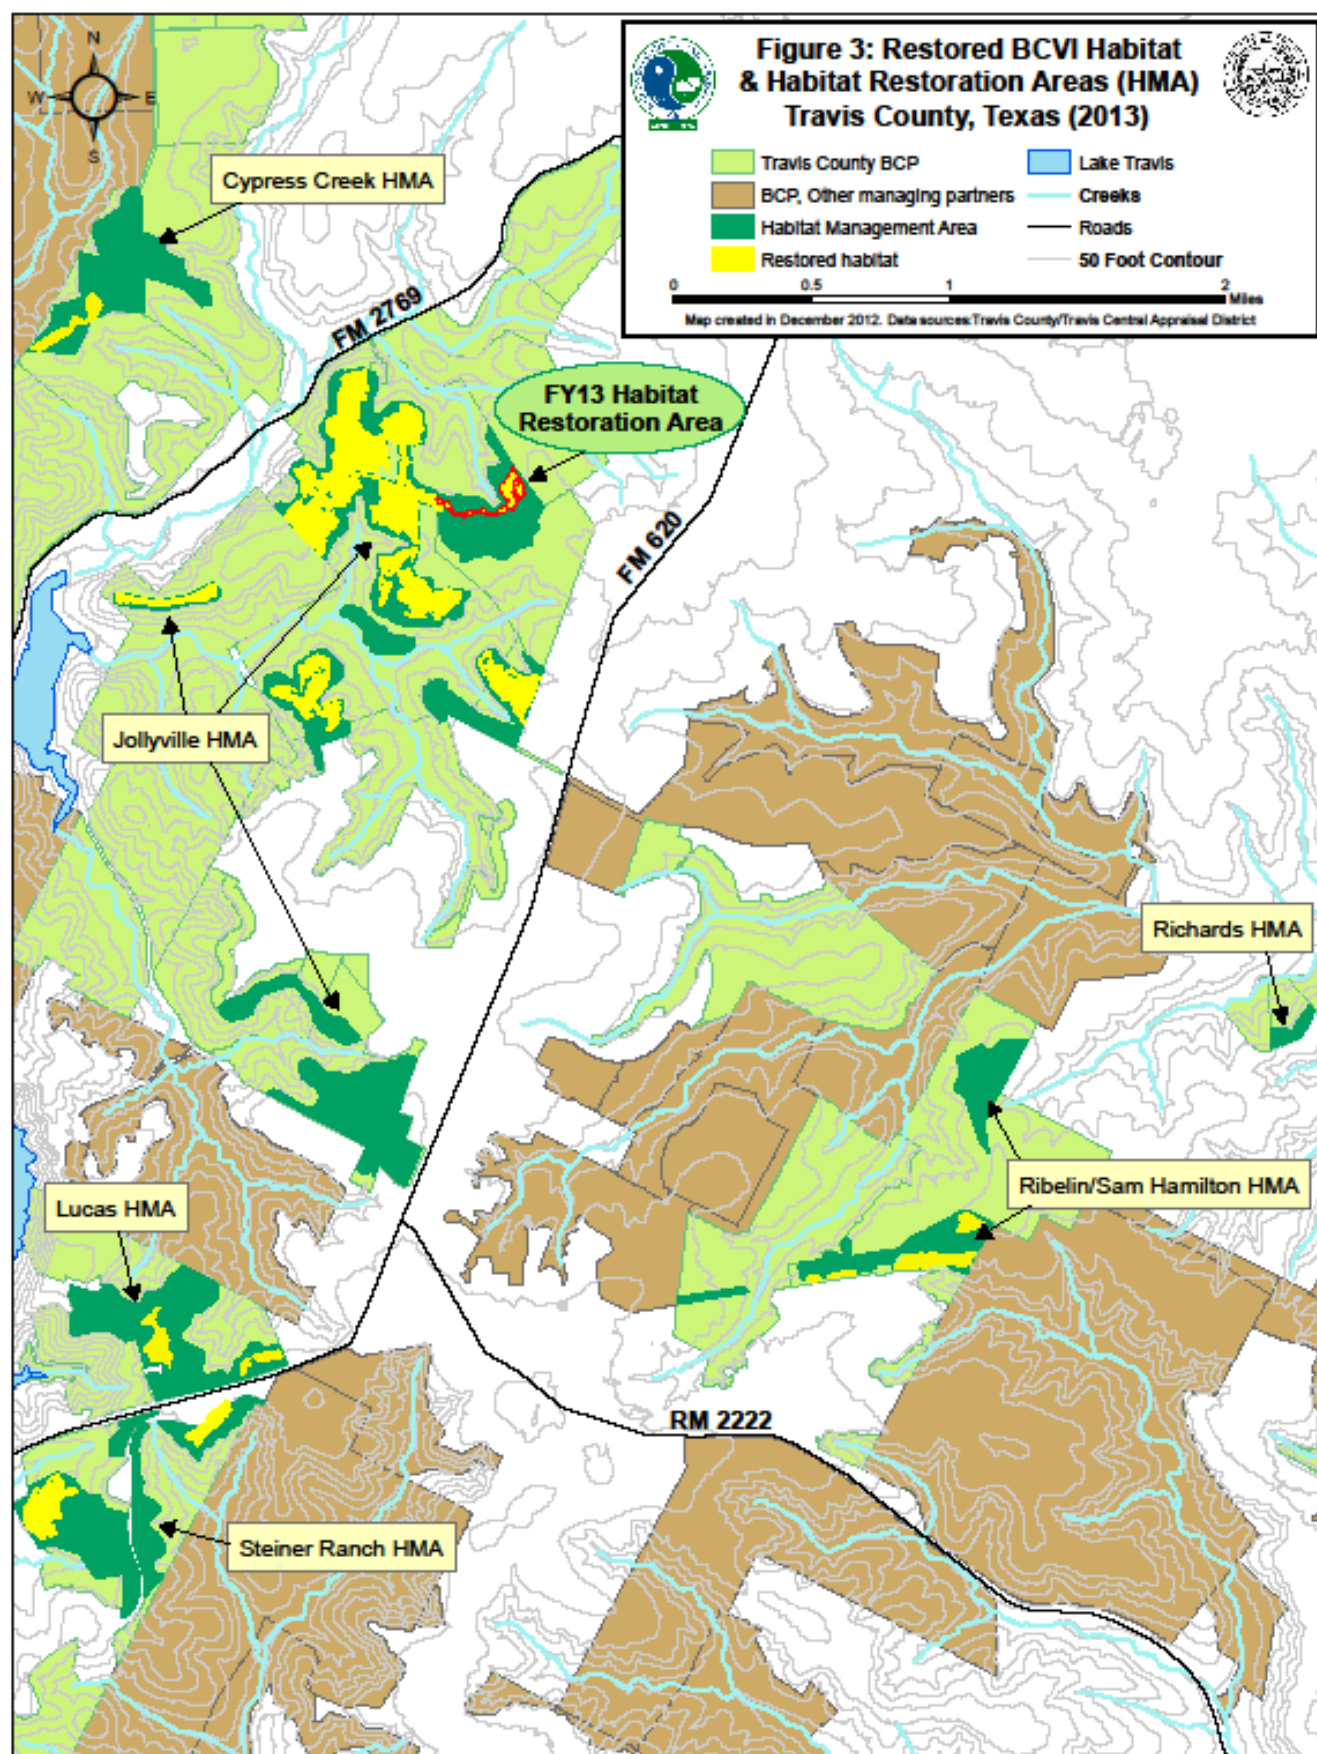 Figure 3: Restored BCVI Habitat
& Habitat Restoration Areas (HMA)
Travis County, Texas (2013)
Travis County BCP
BCP, Other managing partners
Habitat Management Area
Restored habitat
Lake Travis
Creeks
Roads
50 Foot Contour
0 0.5 1 2
Miles
Map created in December 2012. Data sources:Travis County/Travis Central Appraisal District
N
W E
S
Cypress Creek HMA
FM 2769
FY13 Habitat
Restoration Area
FM 620
Jollyville HMA
Richards HMA
Ribelin/Sam Hamilton HMA
Lucas HMA
RM 2222
Steiner Ranch HMA